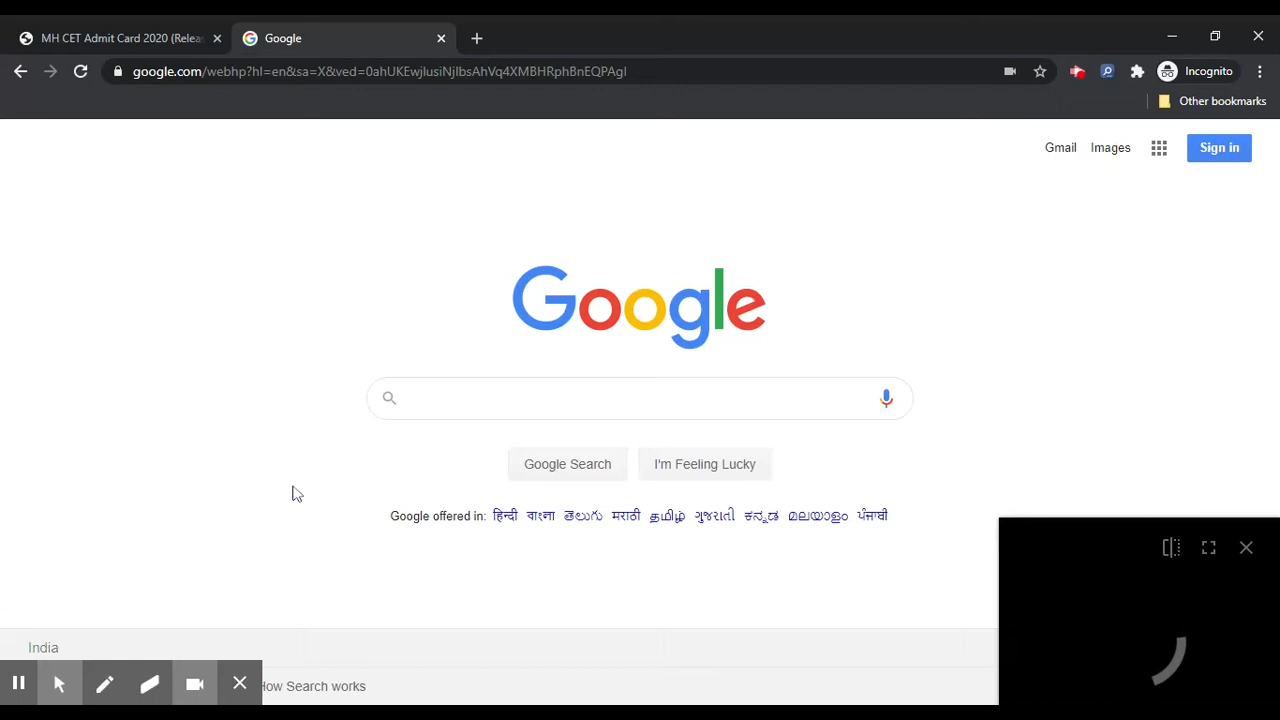 MH CET Admit Card 2020 (Relea
Google
google.com/webhp?hl=en&sa=X&ved=0ahUKEwjlusiNjIbsAhVq4XMBHRphBnEQPAgI
Incognito
Other bookmarks
Gmail Images Sign in
Google
Google Search I'm Feeling Lucky
Google offered in: हिन्दी বাংলা తెలుగు मराठी தமிழ் ગુજરાતી ಕನ್ನಡ മലയാളം ਪੰਜਾਬੀ
India
How Search works